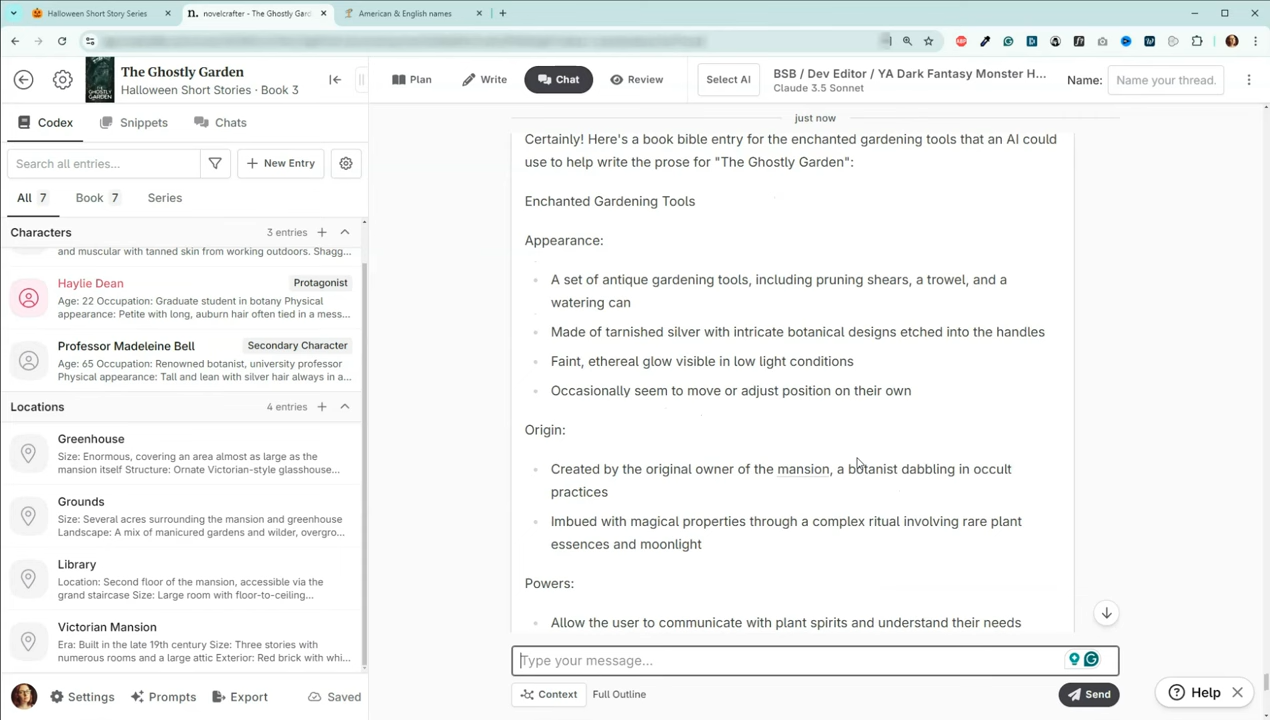 Halloween Short Story Series
novelcrafter - The Ghostly Gard
American & English names
The Ghostly Garden
Halloween Short Stories - Book 3
Plan
Write
Chat
Review
Select AI
BSB / Dev Editor / YA Dark Fantasy Monster H...
Claude 3.5 Sonnet
Name:
Name your thread.
Codex
Snippets
Chats
Search all entries...
New Entry
All 7
Book 7
Series
Characters
3 entries
and muscular with tanned skin from working outdoors. Shagg...
Haylie Dean
Protagonist
Age: 22 Occupation: Graduate student in botany Physical
appearance: Petite with long, auburn hair often tied in a mess...
Professor Madeleine Bell
Secondary Character
Age: 65 Occupation: Renowned botanist, university professor
Physical appearance: Tall and lean with silver hair always in a...
Locations
4 entries
Greenhouse
Size: Enormous, covering an area almost as large as the
mansion itself Structure: Ornate Victorian-style glasshouse...
Grounds
Size: Several acres surrounding the mansion and greenhouse
Landscape: A mix of manicured gardens and wilder, overgro...
Library
Location: Second floor of the mansion, accessible via the
grand staircase Size: Large room with floor-to-ceiling...
Victorian Mansion
Era: Built in the late 19th century Size: Three stories with
numerous rooms and a large attic Exterior: Red brick with whi...
Settings
Prompts
Export
Saved
just now
Certainly! Here's a book bible entry for the enchanted gardening tools that an AI could
use to help write the prose for "The Ghostly Garden":
Enchanted Gardening Tools
Appearance:
A set of antique gardening tools, including pruning shears, a trowel, and a
watering can
Made of tarnished silver with intricate botanical designs etched into the handles
Faint, ethereal glow visible in low light conditions
Occasionally seem to move or adjust position on their own
Origin:
Created by the original owner of the mansion, a botanist dabbling in occult
practices
Imbued with magical properties through a complex ritual involving rare plant
essences and moonlight
Powers:
Allow the user to communicate with plant spirits and understand their needs
Type your message...
Context
Full Outline
Send
Help